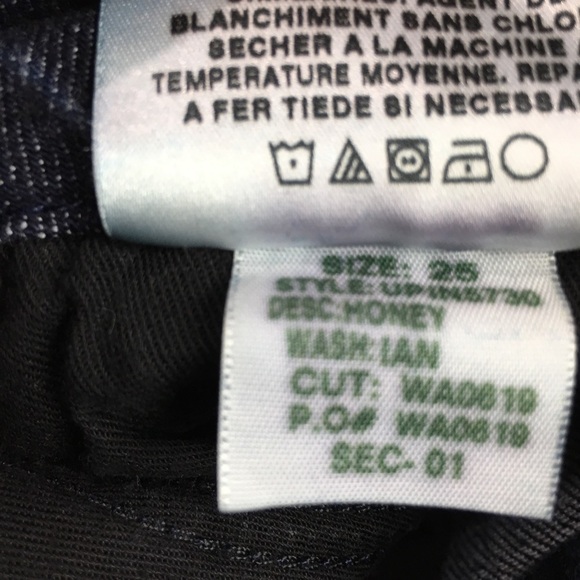 BLANCHIMENT SANS CHLO
SECHER A LA MACHINE
TEMPERATURE MOYENNE. REPA
A FER TIEDE SI NECESSA
SIZE: 25
STYLE:
DESC:HONEY
WASH:IAN
CUT: WA0619
P.O# WA0619
SEC- 01